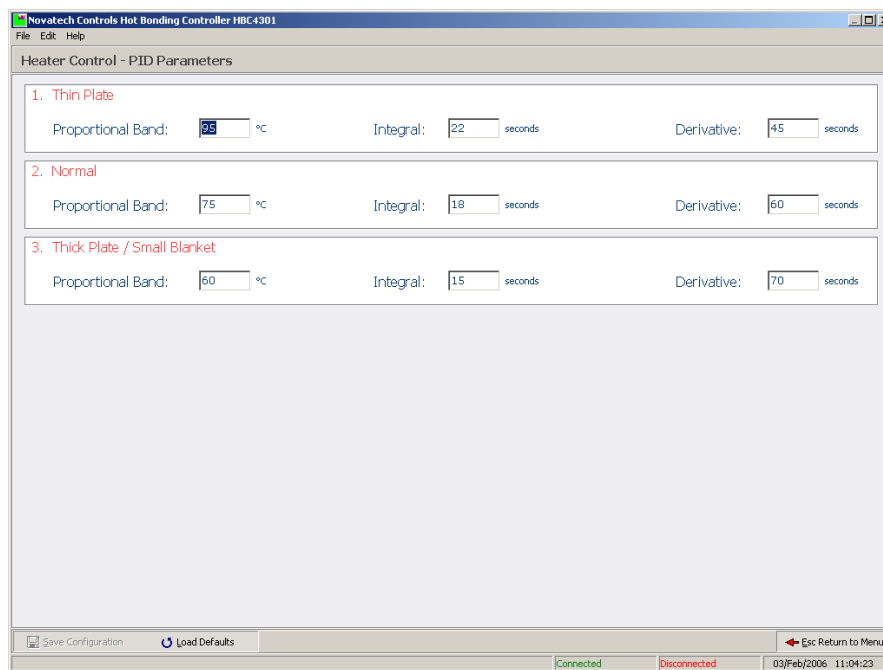 Novatech Controls Hot Bonding Controller HBC4301
File Edit Help
Heater Control - PID Parameters
1. Thin Plate
Proportional Band: 95 °C Integral: 22 seconds Derivative: 45 seconds
2. Normal
Proportional Band: 75 °C Integral: 18 seconds Derivative: 60 seconds
3. Thick Plate / Small Blanket
Proportional Band: 60 °C Integral: 15 seconds Derivative: 70 seconds
Save Configuration Load Defaults Esc Return to Menu
Connected Disconnected 03/Feb/2006 11:04:23